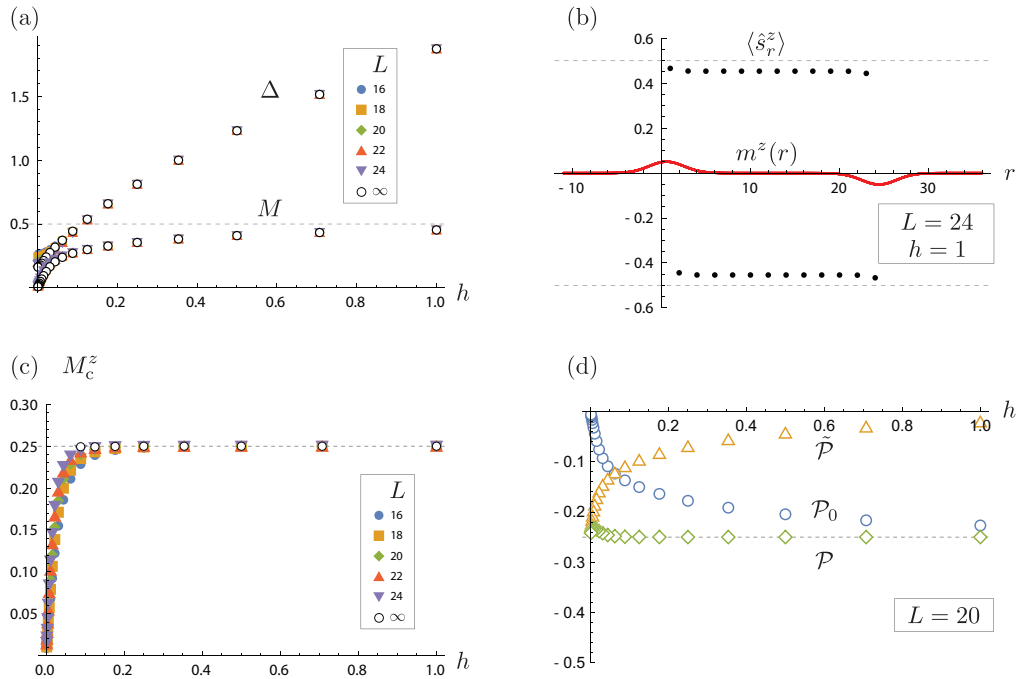 (a)
Δ
M
L
16
18
20
22
24
∞
1.5
1.0
0.5
0.2
0.4
0.6
0.8
1.0
h
(b)
⟨ŝ_r^z⟩
0.6
0.4
0.2
m^z(r)
- 10
10
20
30
r
- 0.2
- 0.4
- 0.6
L = 24
h = 1
(c)
M_c^z
0.30
0.25
0.20
0.15
0.10
0.05
0.0
0.2
0.4
0.6
0.8
1.0
h
L
16
18
20
22
24
∞
(d)
h
0.2
0.4
0.6
0.8
1.0
- 0.1
- 0.2
- 0.3
- 0.4
- 0.5
𝒫̃
𝒫_0
𝒫
L = 20